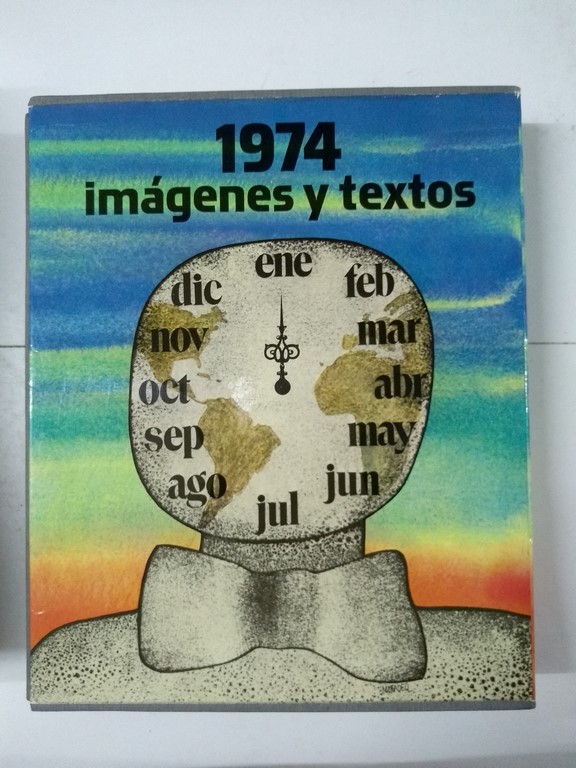 1974
imágenes y textos
ene
feb
mar
abr
may
jun
jul
ago
sep
oct
nov
dic